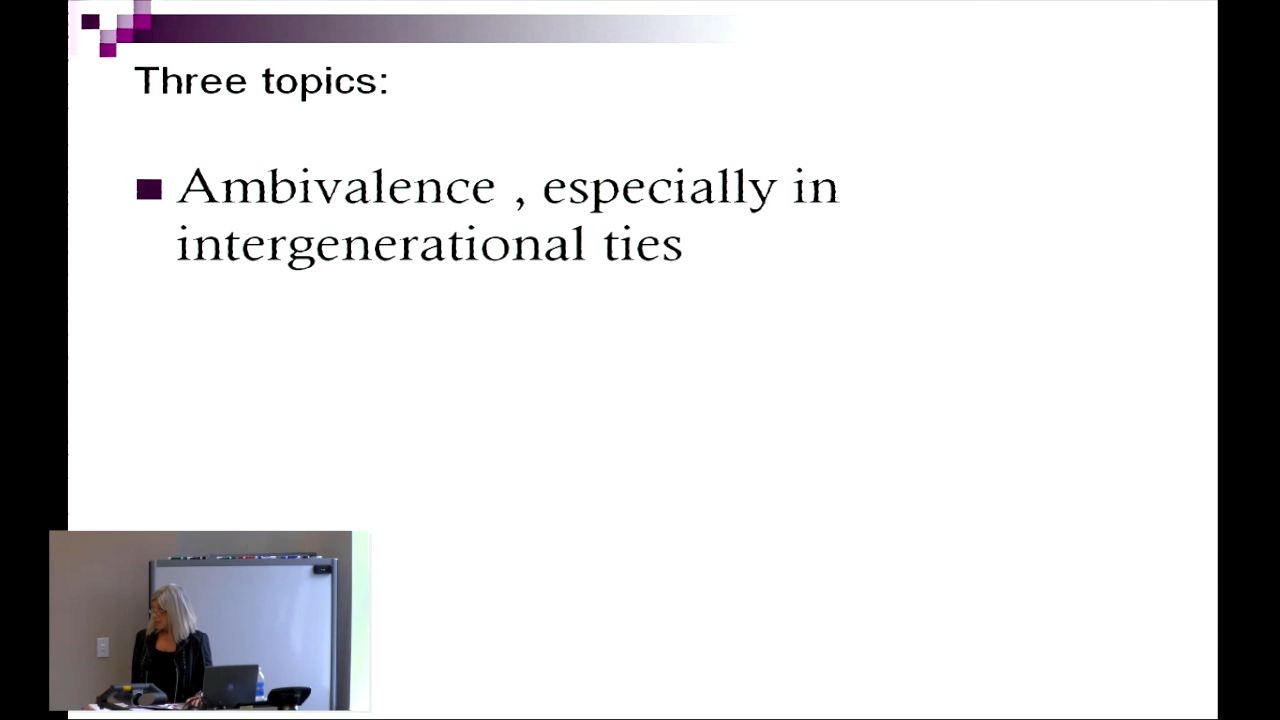 Three topics:
Ambivalence , especially in
intergenerational ties